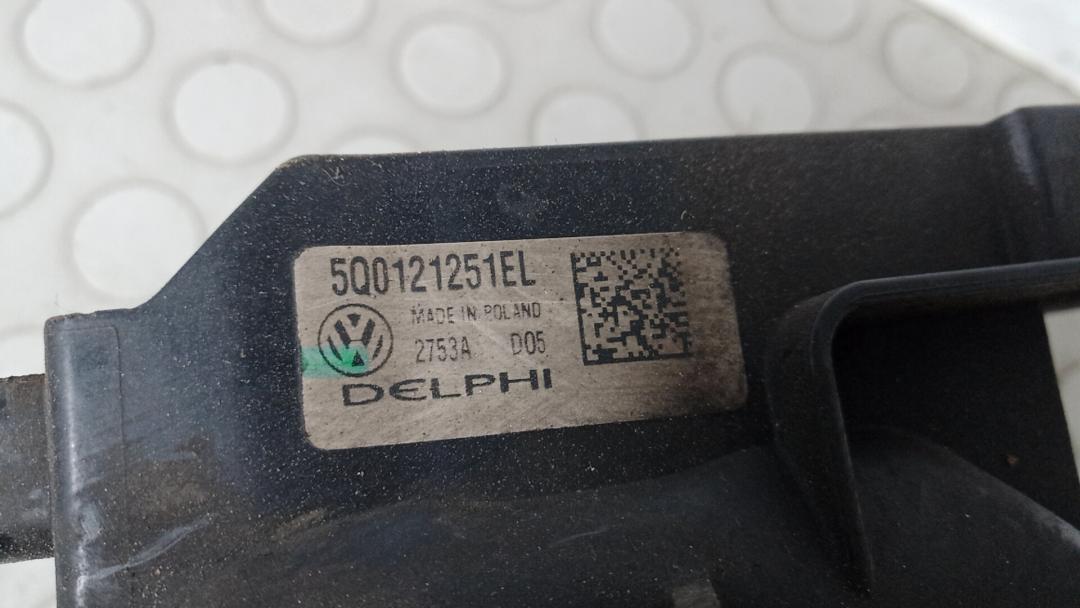 5Q0121251EL
MADE IN POLAND
2753A D05
DELPHI